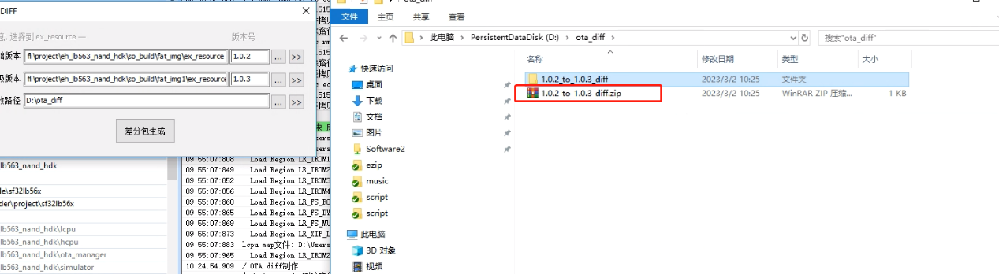 DIFF
意, 选择到 ex_resource —
版本号
版本 fli\project\eh_lb563_nand_hdk\so_build\fat_img\ex_resource 1.0.2 ... >>
级版本 fli\project\eh_lb563_nand_hdk\so_build\fat_img1\ex_resource 1.0.3 ... >>
路径 D:\ota_diff ... >>
差分包生成
lb563_nand_hdk
le\sf32lb56x
der\project\sf32lb56x
lb563_nand_hdk\lcpu
lb563_nand_hdk\hcpu
lb563_nand_hdk\ota_manager
lb563_nand_hdk\simulator
09:55:07:808 Load Region LR_IROM1
09:55:07:849 Load Region LR_IROM2
09:55:07:852 Load Region LR_IROM3
09:55:07:856 Load Region LR_IROM4
09:55:07:860 Load Region LR_FS_RO
09:55:07:865 Load Region LR_FS_DY
09:55:07:869 Load Region LR_FS_MU
09:55:07:873 Load Region LR_XIP_L
09:55:07:883 lcpu map文件: D:\Users
09:55:07:965 Load Region LR_IROM2
10:24:54:909 / OTA diff制作
ota_diff
文件 主页 共享 查看
此电脑 › PersistentDataDisk (D:) › ota_diff ›
搜索"ota_diff"
快速访问
桌面
下载
文档
图片
Software2
ezip
music
script
script
此电脑
3D 对象
视频
名称 修改日期 类型 大小
1.0.2_to_1.0.3_diff 2023/3/2 10:25 文件夹
1.0.2_to_1.0.3_diff.zip 2023/3/2 10:25 WinRAR ZIP 压缩... 1 KB